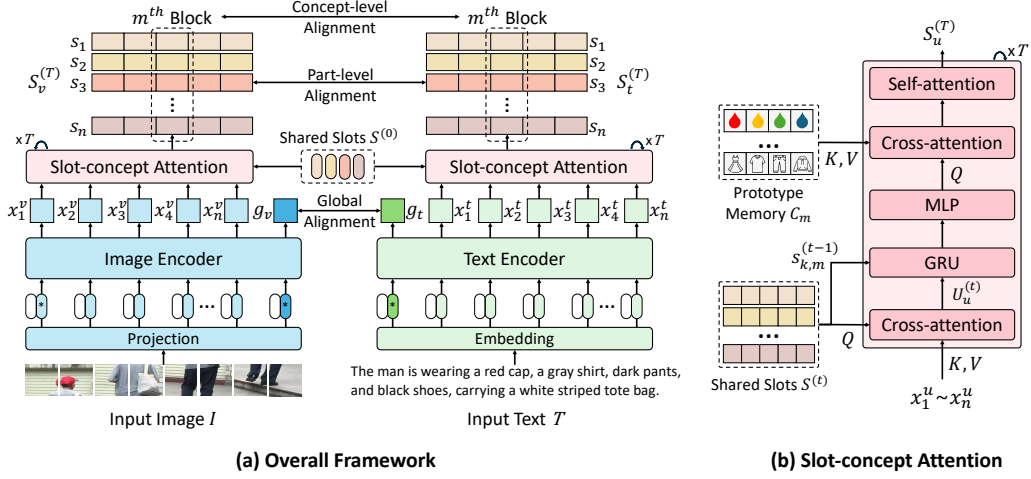 m^{th} Block
Concept-level
Alignment
m^{th} Block
s_1
s_2
s_3
s_n
S_v^{(T)}
⋮
Part-level
Alignment
s_1
s_2
s_3
s_n
S_t^{(T)}
⋮
Shared Slots S^{(0)}
x T
Slot-concept Attention
x T
Slot-concept Attention
x_1^v x_2^v x_3^v x_4^v x_n^v g_v
Global
Alignment
g_t x_1^t x_2^t x_3^t x_4^t x_n^t
Image Encoder
Text Encoder
* ... *
* ...
Projection
Embedding
The man is wearing a red cap, a gray shirt, dark pants,
and black shoes, carrying a white striped tote bag.
Input Image I
Input Text T
(a) Overall Framework
S_u^{(T)}
x T
Self-attention
Cross-attention
K, V
Q
...
Prototype
Memory C_m
MLP
s_{k,m}^{(t-1)}
GRU
U_u^{(t)}
Cross-attention
Q
...
Shared Slots S^{(t)}
K, V
x_1^u ~ x_n^u
(b) Slot-concept Attention